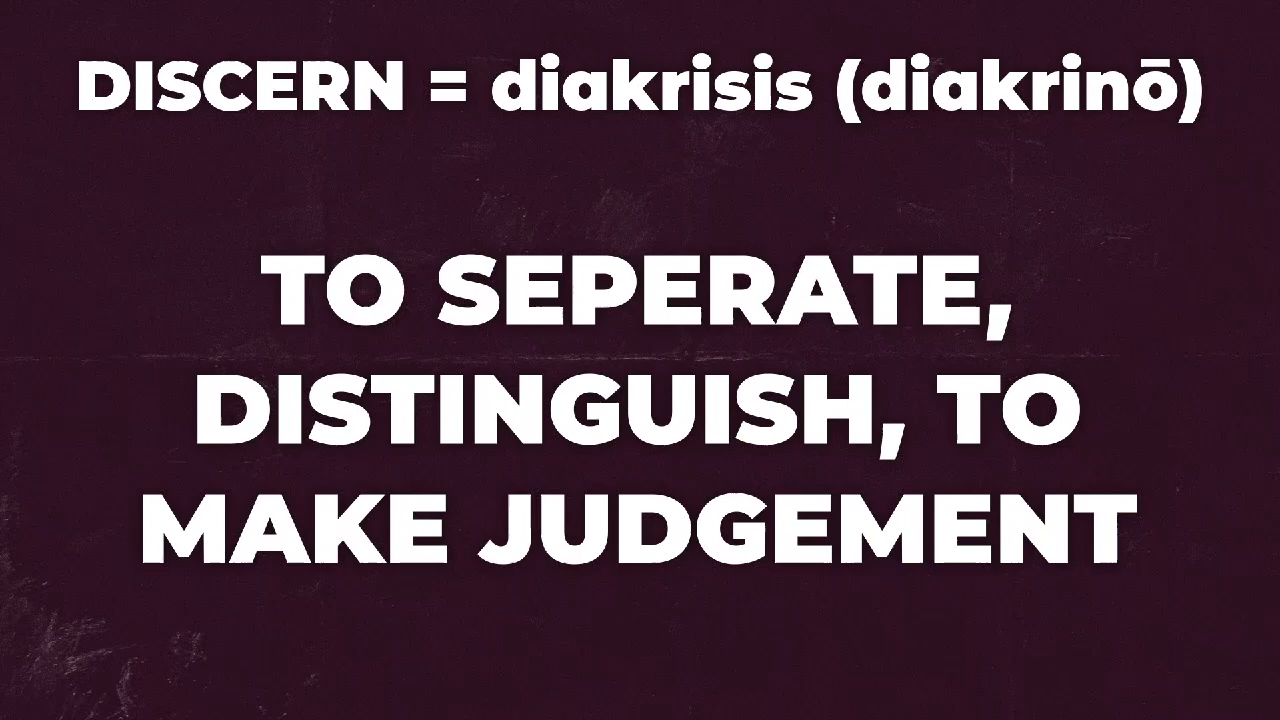 DISCERN = diakrisis (diakrinō)
TO SEPERATE,
DISTINGUISH, TO
MAKE JUDGEMENT